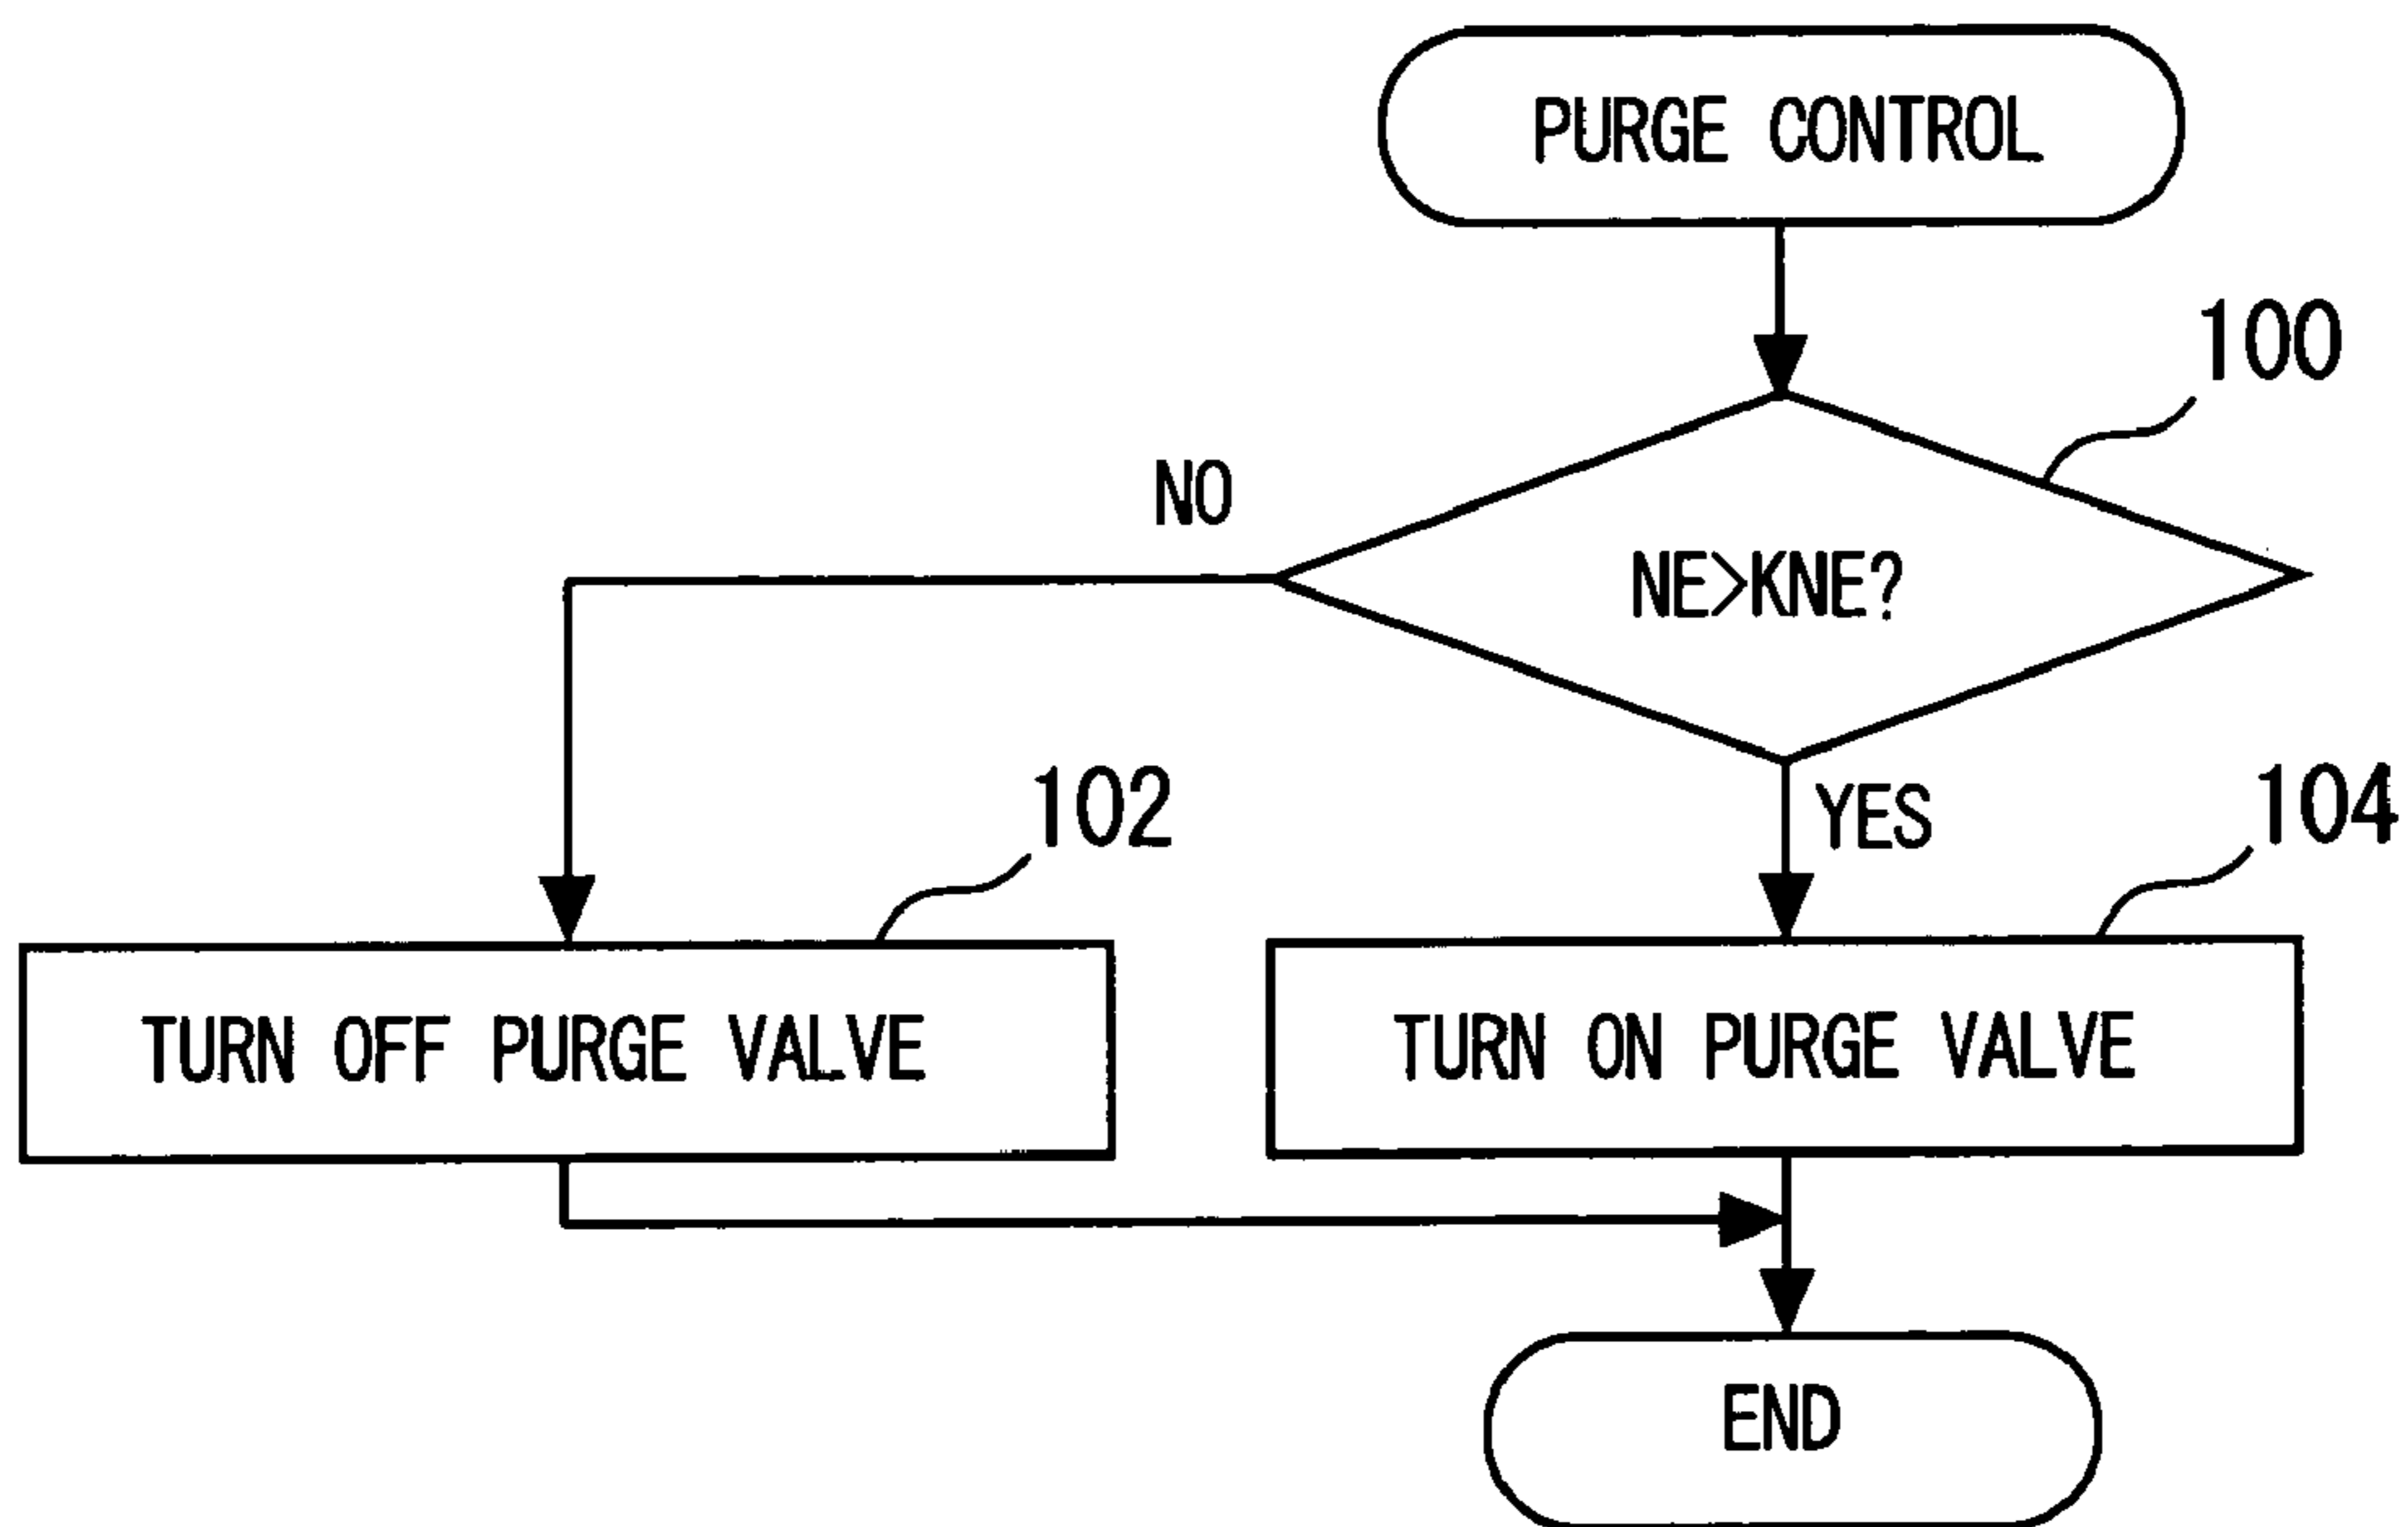 PURGE CONTROL
100
NO
NE>KNE?
YES
102
104
TURN OFF PURGE VALVE
TURN ON PURGE VALVE
END